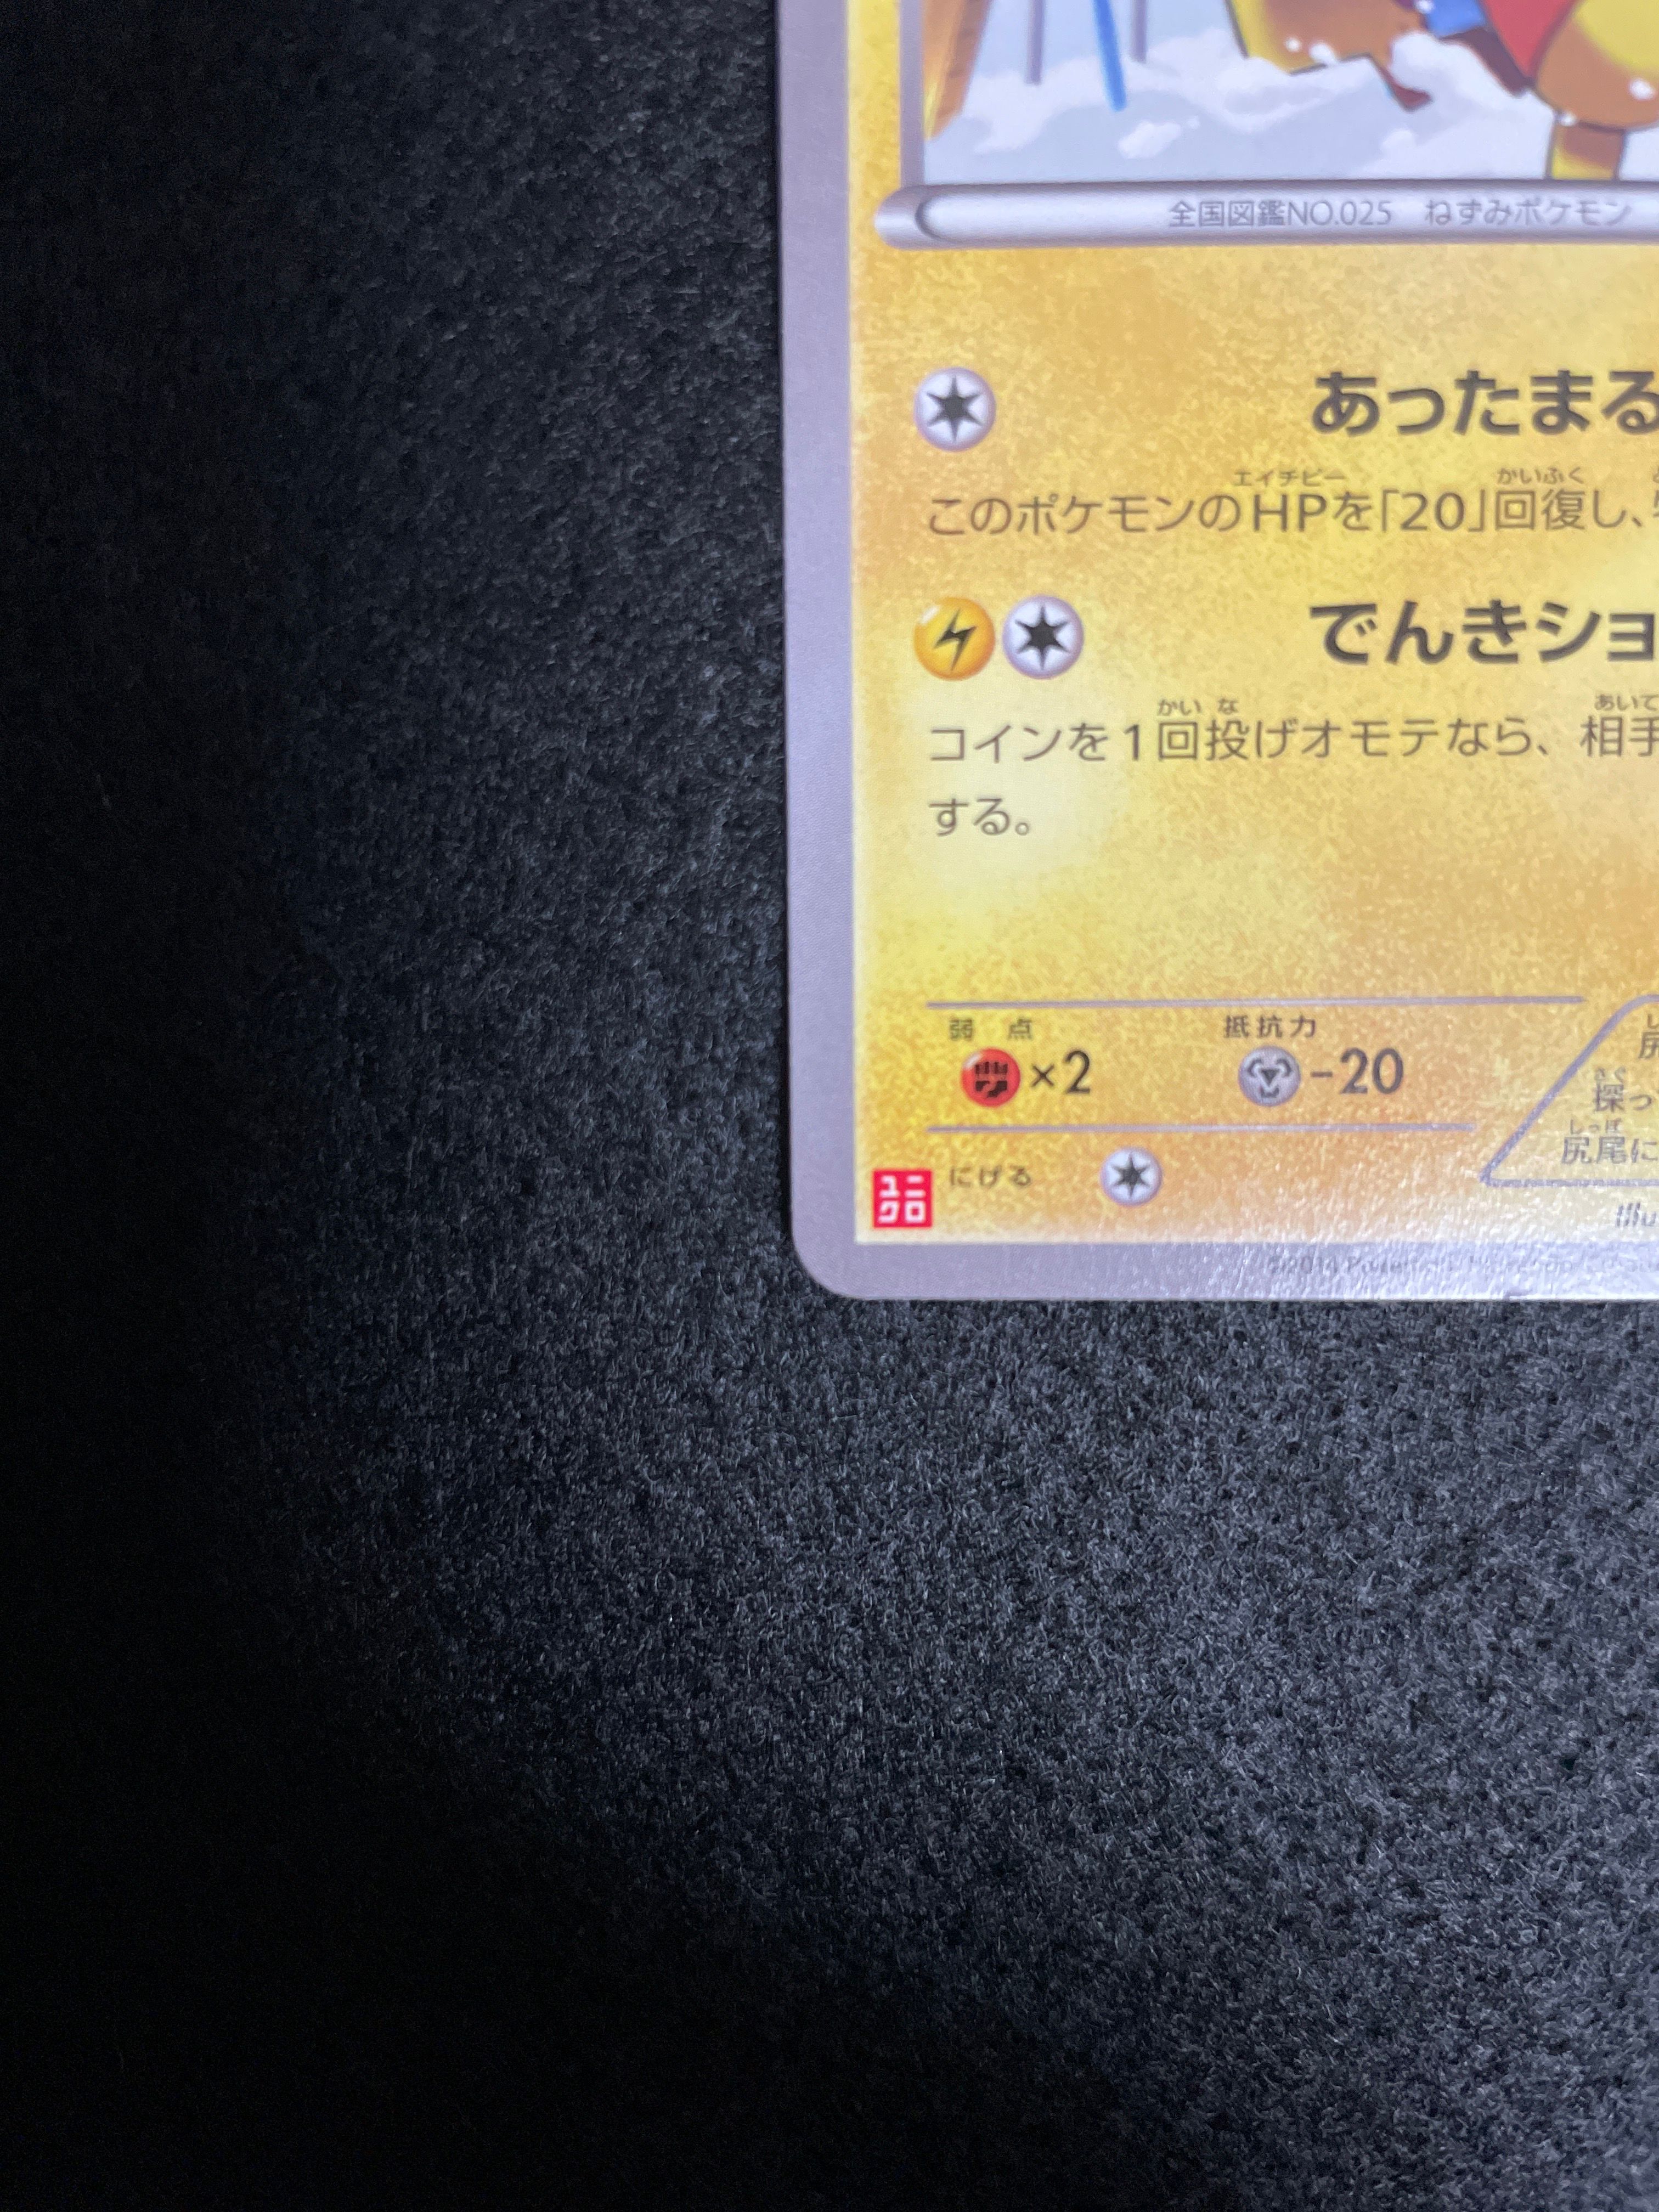 全国図鑑NO.025 ねずみポケモン
あったまる
エイチピー かいふく
このポケモンのHPを「20」回復し、
でんきショ
かい な あいて
コインを1回投げオモテなら、相手
する。
弱点 抵抗力
×2 -20
さぐ
探っ
しっぽ
尻尾に
ユニクロ
にげる
Illu
©2014